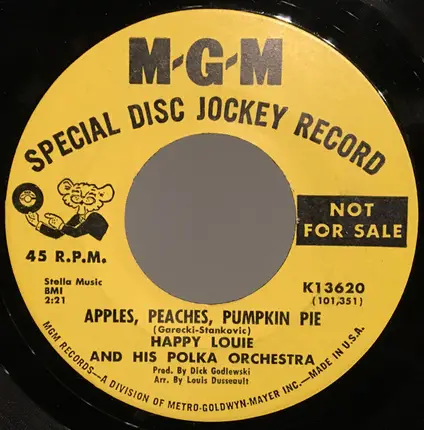 M-G-M
SPECIAL DISC JOCKEY RECORD
NOT
FOR SALE
45 R.P.M.
Stella Music
BMI
2:21
K13620
(101,351)
APPLES, PEACHES, PUMPKIN PIE
(Garecki-Stankovic)
HAPPY LOUIE
AND HIS POLKA ORCHESTRA
Prod. By Dick Godlewski
Arr. By Louis Dusseault
MGM RECORDS—A DIVISION OF METRO-GOLDWYN-MAYER INC.—MADE IN U.S.A.